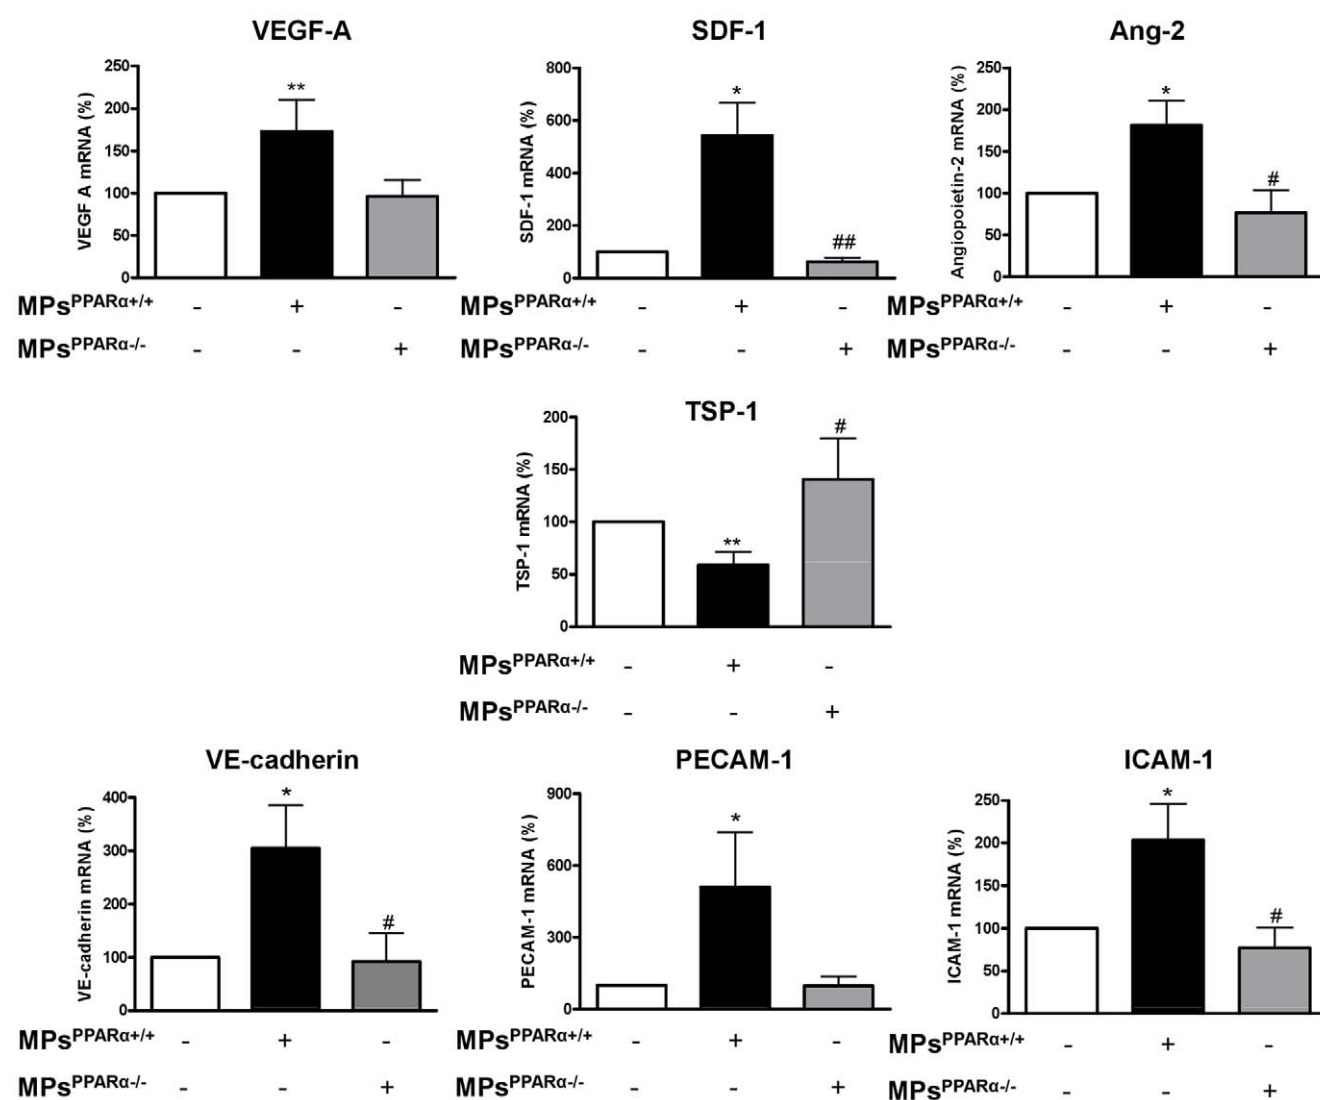 VEGF-A
VEGF A mRNA (%)
250
200
150
100
50
0
**
MPsPPARα+/+ - + -
MPsPPARα-/- - - +
SDF-1
SDF-1 mRNA (%)
800
600
400
200
0
*
##
MPsPPARα+/+ - + -
MPsPPARα-/- - - +
Ang-2
Angiopoietin-2 mRNA (%)
250
200
150
100
50
0
*
#
MPsPPARα+/+ - + -
MPsPPARα-/- - - +
TSP-1
TSP-1 mRNA (%)
200
150
100
50
0
**
#
MPsPPARα+/+ - + -
MPsPPARα-/- - - +
VE-cadherin
VE-cadherin mRNA (%)
400
300
200
100
0
*
#
MPsPPARα+/+ - + -
MPsPPARα-/- - - +
PECAM-1
PECAM-1 mRNA (%)
900
600
300
0
*
MPsPPARα+/+ - + -
MPsPPARα-/- - - +
ICAM-1
ICAM-1 mRNA (%)
250
200
150
100
50
0
*
#
MPsPPARα+/+ - + -
MPsPPARα-/- - - +